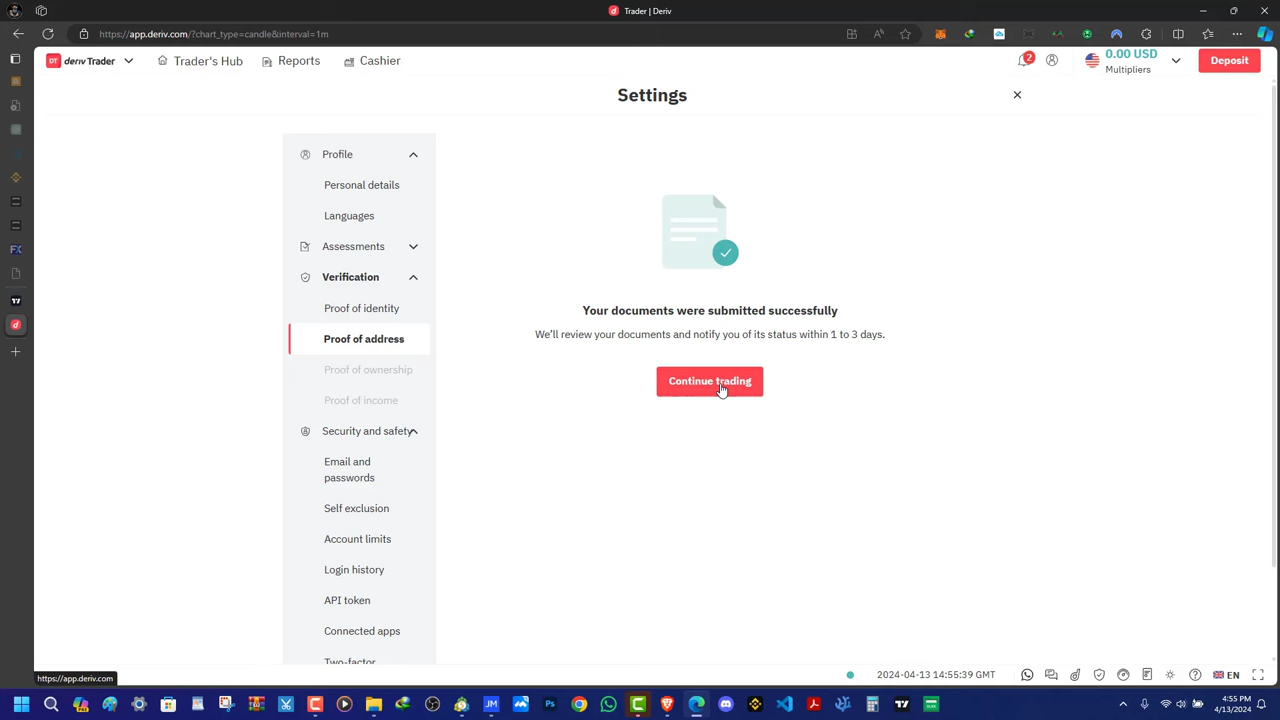 Trader | Deriv
https://app.deriv.com/?chart_type=candle&interval=1m
DT deriv Trader
Trader's Hub
Reports
Cashier
2
0.00 USD
Multipliers
Deposit
Settings
Profile
Personal details
Languages
Assessments
Verification
Proof of identity
Proof of address
Proof of ownership
Proof of income
Security and safety
Email and
passwords
Self exclusion
Account limits
Login history
API token
Connected apps
Two-factor
Your documents were submitted successfully
We'll review your documents and notify you of its status within 1 to 3 days.
Continue trading
https://app.deriv.com
2024-04-13 14:55:39 GMT
EN
4:55 PM
4/13/2024